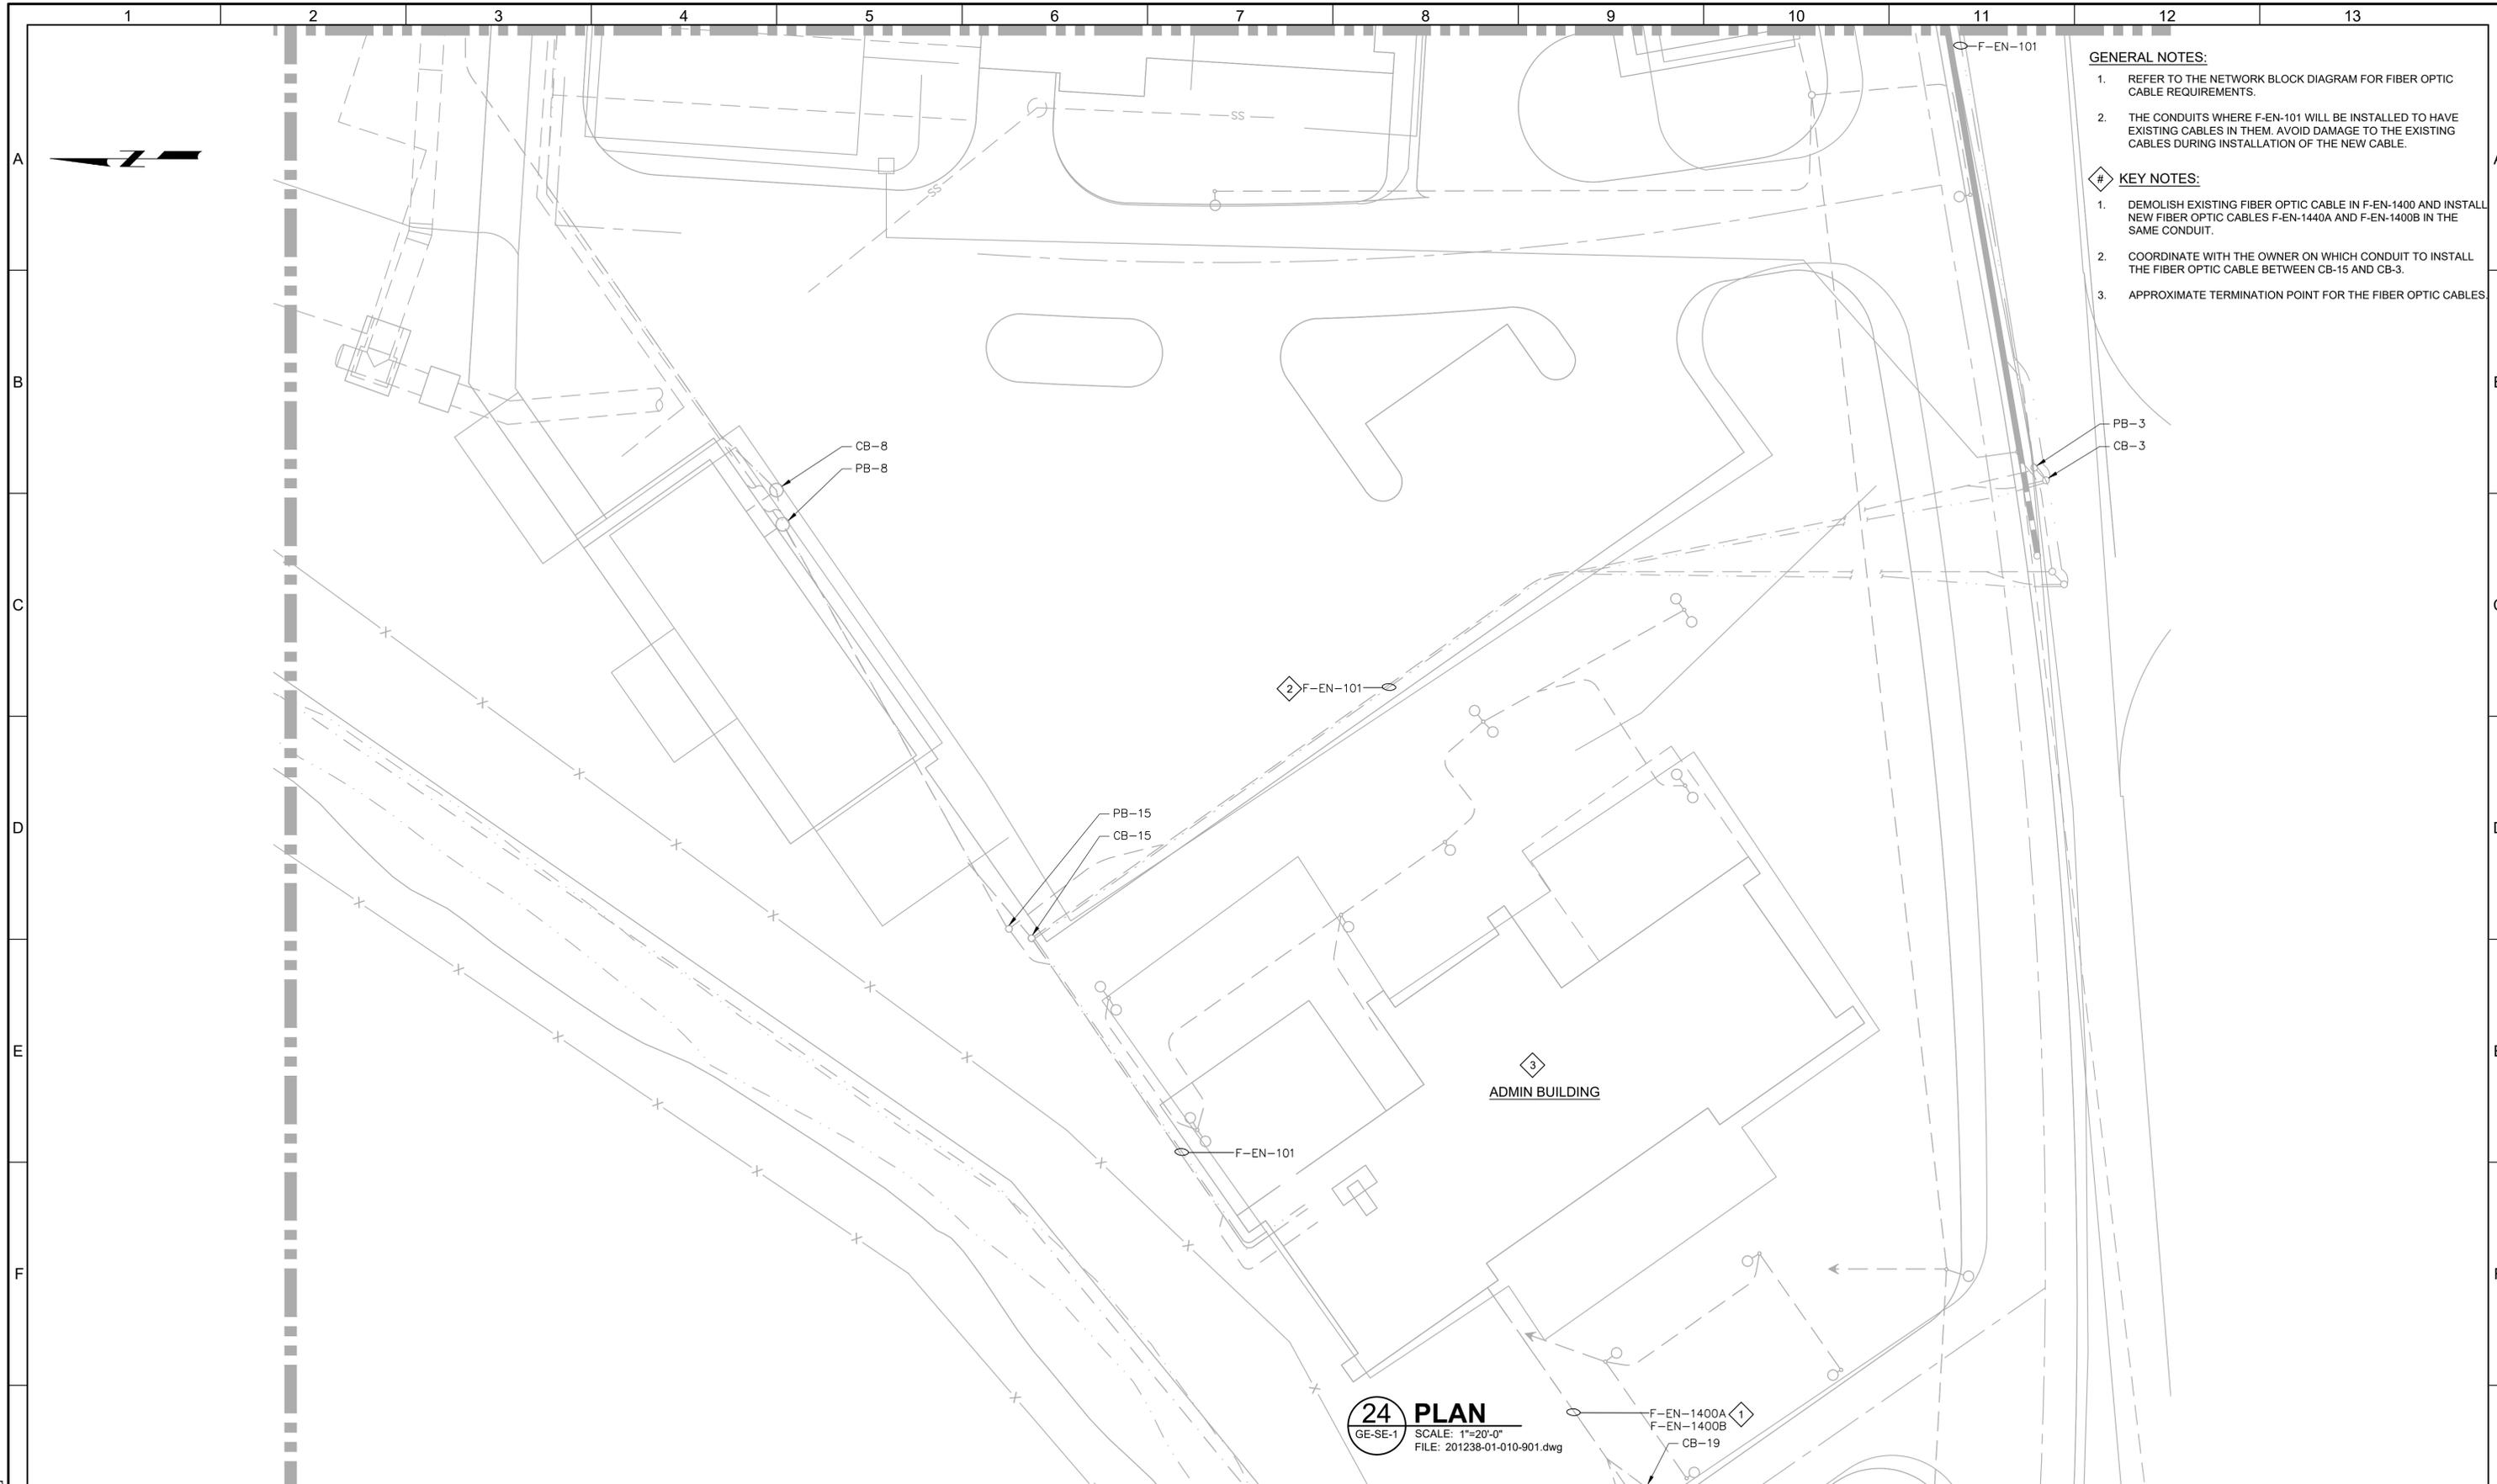 1 2 3 4 5 6 7 8 9 10 11 12 13
F-EN-101
GENERAL NOTES:
1. REFER TO THE NETWORK BLOCK DIAGRAM FOR FIBER OPTIC
CABLE REQUIREMENTS.
2. THE CONDUITS WHERE F-EN-101 WILL BE INSTALLED TO HAVE
EXISTING CABLES IN THEM. AVOID DAMAGE TO THE EXISTING
CABLES DURING INSTALLATION OF THE NEW CABLE.
# KEY NOTES:
1. DEMOLISH EXISTING FIBER OPTIC CABLE IN F-EN-1400 AND INSTALL
NEW FIBER OPTIC CABLES F-EN-1440A AND F-EN-1400B IN THE
SAME CONDUIT.
2. COORDINATE WITH THE OWNER ON WHICH CONDUIT TO INSTALL
THE FIBER OPTIC CABLE BETWEEN CB-15 AND CB-3.
3. APPROXIMATE TERMINATION POINT FOR THE FIBER OPTIC CABLES.
SS
SS
A
N
B
CB-8
PB-8
PB-3
CB-3
C
2 F-EN-101
D
PB-15
CB-15
E
3
ADMIN BUILDING
F-EN-101
F
24 PLAN
GE-SE-1
SCALE: 1"=20'-0"
FILE: 201238-01-010-901.dwg
F-EN-1400A 1
F-EN-1400B
CB-19